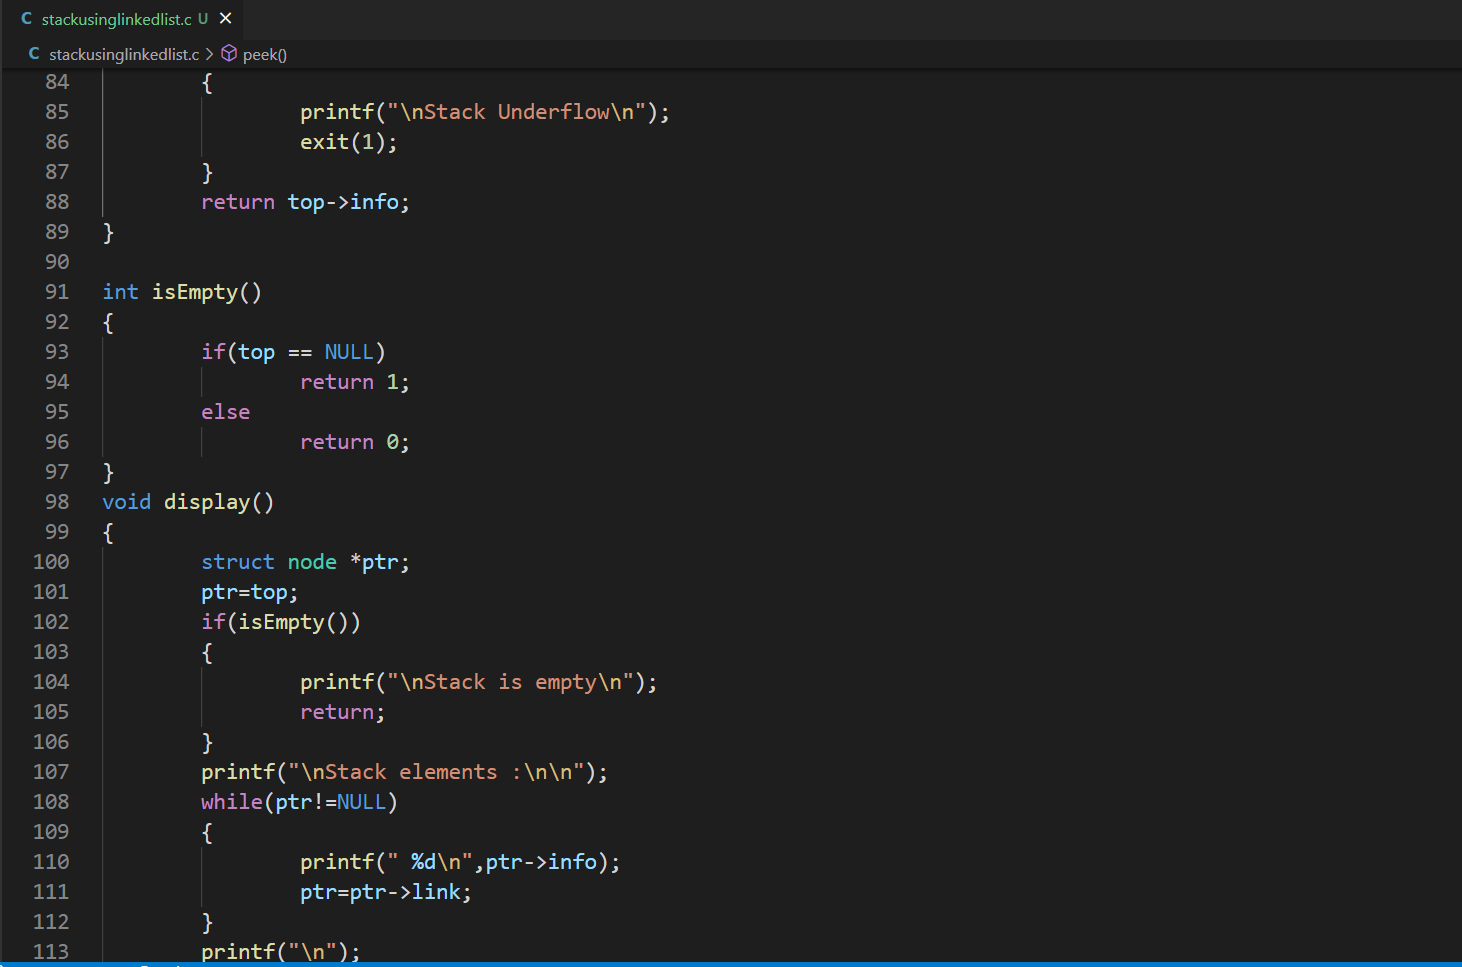 C stackusinglinkedlist.c U ×
C stackusinglinkedlist.c > peek()
84 {
85 printf("\nStack Underflow\n");
86 exit(1);
87 }
88 return top->info;
89 }
90
91 int isEmpty()
92 {
93 if(top == NULL)
94 return 1;
95 else
96 return 0;
97 }
98 void display()
99 {
100 struct node *ptr;
101 ptr=top;
102 if(isEmpty())
103 {
104 printf("\nStack is empty\n");
105 return;
106 }
107 printf("\nStack elements :\n\n");
108 while(ptr!=NULL)
109 {
110 printf(" %d\n",ptr->info);
111 ptr=ptr->link;
112 }
113 printf("\n");